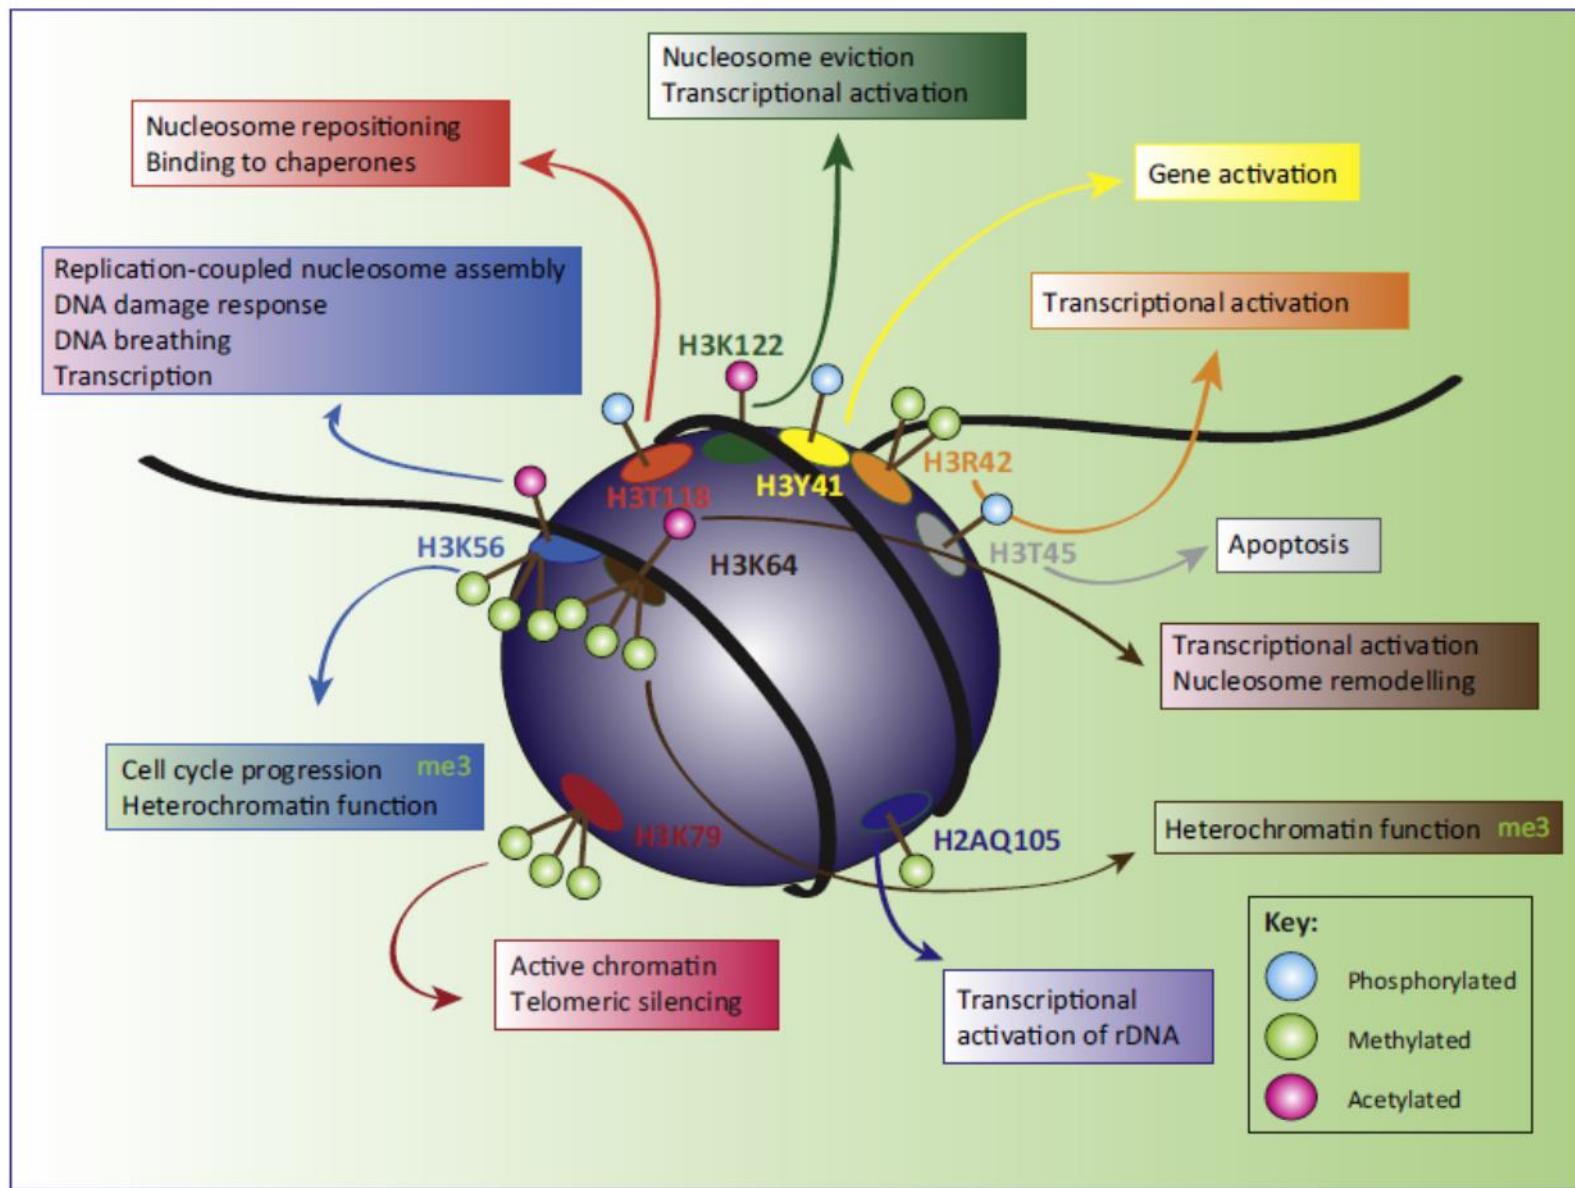 Nucleosome eviction
Transcriptional activation
Nucleosome repositioning
Binding to chaperones
Gene activation
Replication-coupled nucleosome assembly
DNA damage response
DNA breathing
Transcription
Transcriptional activation
H3K122
H3T118
H3Y41
H3R42
H3K56
H3K64
H3T45
Apoptosis
Transcriptional activation
Nucleosome remodelling
Cell cycle progression me3
Heterochromatin function
H3K79
H2AQ105
Heterochromatin function me3
Active chromatin
Telomeric silencing
Transcriptional
activation of rDNA
Key:
Phosphorylated
Methylated
Acetylated